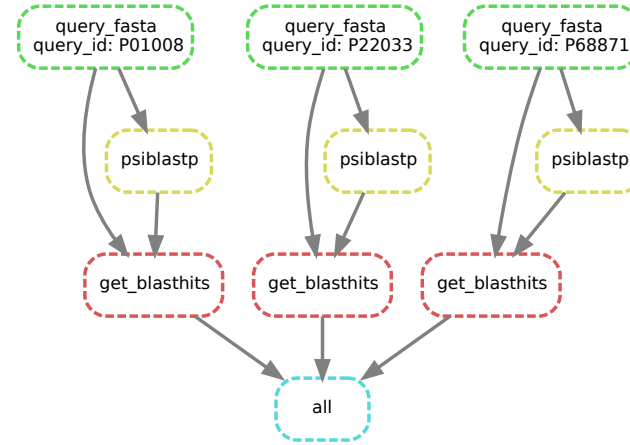 query_fasta
query_id: P01008
query_fasta
query_id: P22033
query_fasta
query_id: P68871
psiblastp
psiblastp
psiblastp
get_blasthits
get_blasthits
get_blasthits
all